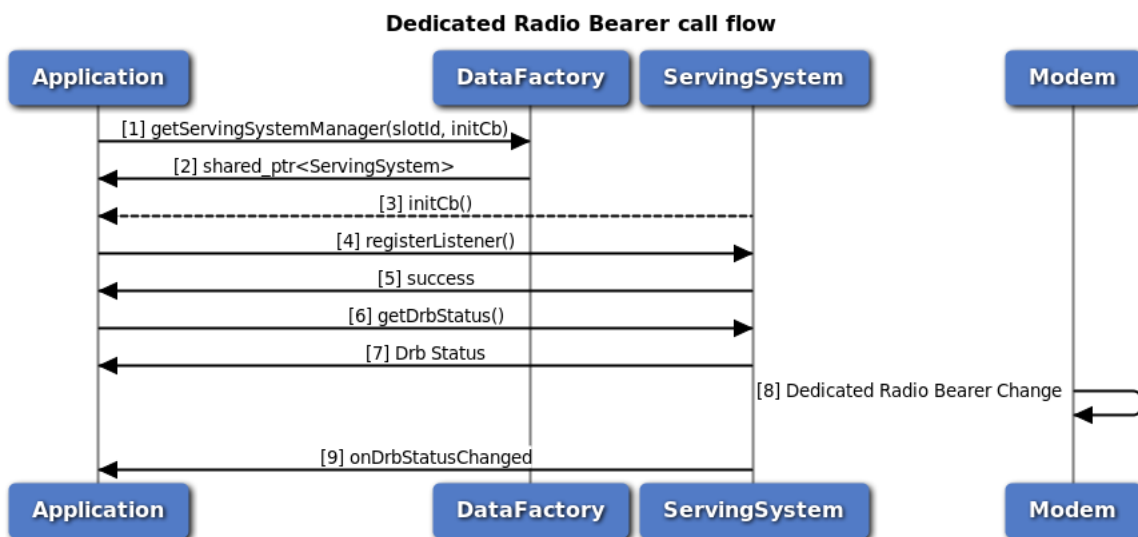 Dedicated Radio Bearer call flow
Application DataFactory ServingSystem Modem
[1] getServingSystemManager(slotId, initCb)
[2] shared_ptr<ServingSystem>
[3] initCb()
[4] registerListener()
[5] success
[6] getDrbStatus()
[7] Drb Status
[8] Dedicated Radio Bearer Change
[9] onDrbStatusChanged
Application DataFactory ServingSystem Modem